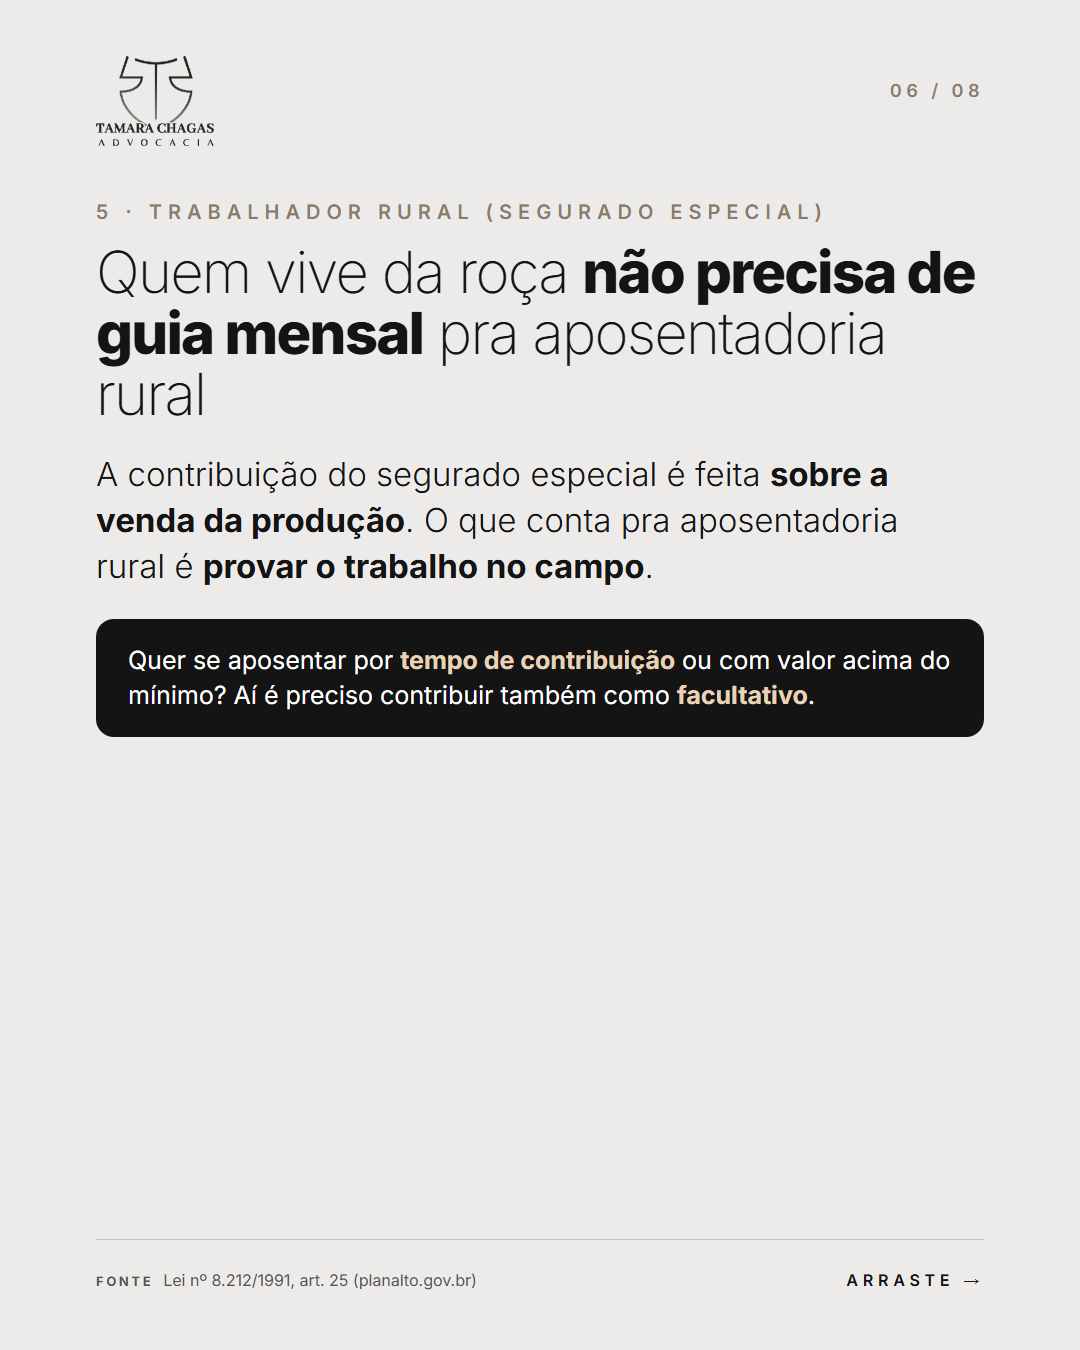 TAMARA CHAGAS
ADVOCACIA
06 / 08
5 · TRABALHADOR RURAL (SEGURADO ESPECIAL)
Quem vive da roça não precisa de
guia mensal pra aposentadoria
rural
A contribuição do segurado especial é feita sobre a
venda da produção. O que conta pra aposentadoria
rural é provar o trabalho no campo.
Quer se aposentar por tempo de contribuição ou com valor acima do
mínimo? Aí é preciso contribuir também como facultativo.
FONTE Lei nº 8.212/1991, art. 25 (planalto.gov.br)
ARRASTE →